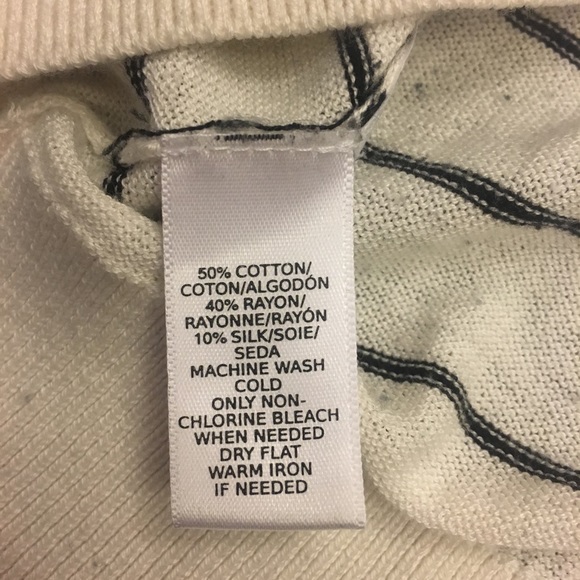 50% COTTON/
COTON/ALGODÓN
40% RAYON/
RAYONNE/RAYÓN
10% SILK/SOIE/
SEDA
MACHINE WASH
COLD
ONLY NON-
CHLORINE BLEACH
WHEN NEEDED
DRY FLAT
WARM IRON
IF NEEDED